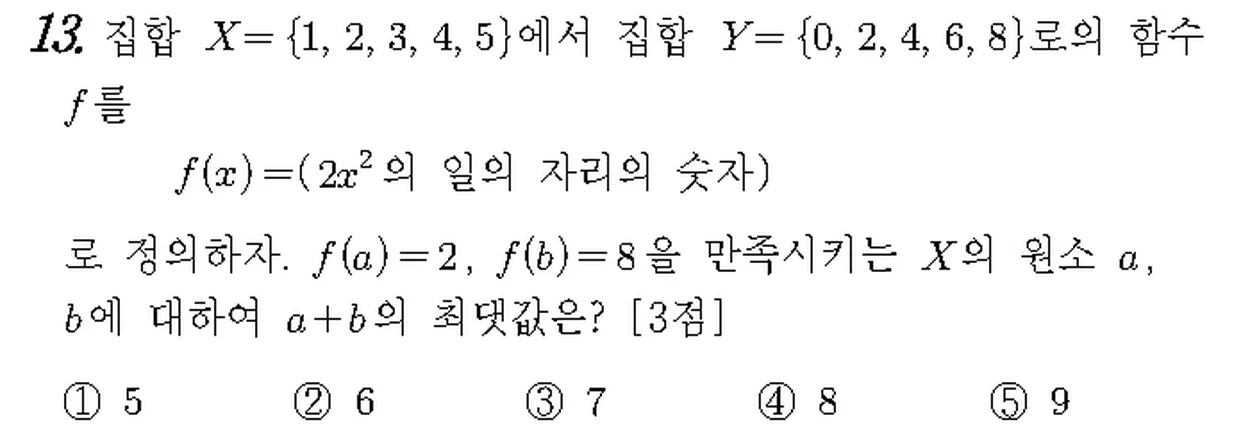 13. 집합 X={1, 2, 3, 4, 5}에서 집합 Y={0, 2, 4, 6, 8}로의 함수
f를
f(x)=(2x²의 일의 자리의 숫자)
로 정의하자. f(a)=2, f(b)=8을 만족시키는 X의 원소 a,
b에 대하여 a+b의 최댓값은? [3점]
① 5 ② 6 ③ 7 ④ 8 ⑤ 9